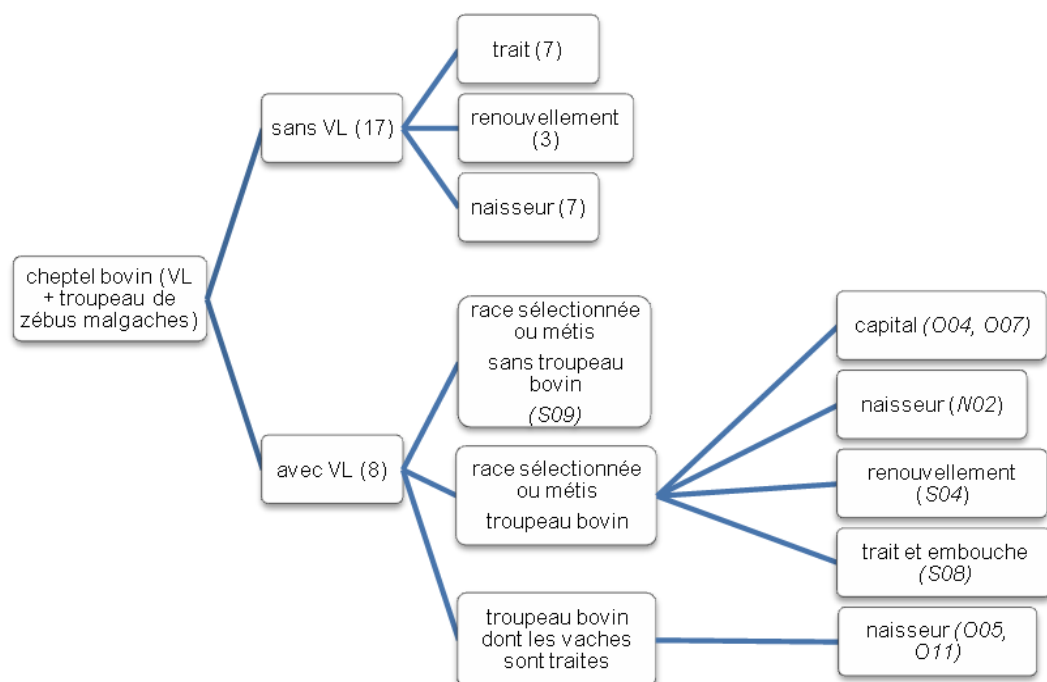 trait (7)
sans VL (17)
renouvellement
(3)
naisseur (7)
cheptel bovin (VL
+ troupeau de
zébus malgaches)
avec VL (8)
race sélectionnée
ou métis
sans troupeau
bovin
(S09)
race sélectionnée
ou métis
troupeau bovin
capital (O04, O07)
naisseur (N02)
renouvellement
(S04)
trait et embouche
(S08)
troupeau bovin
dont les vaches
sont traites
naisseur (O05,
O11)